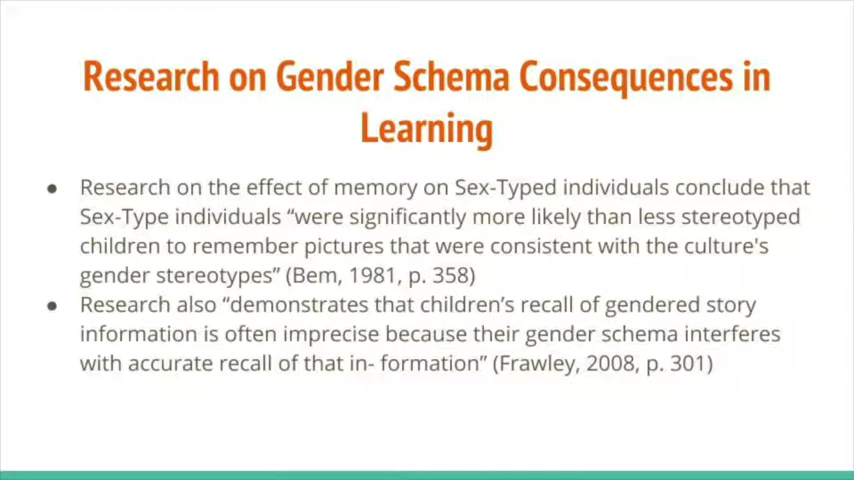 Research on Gender Schema Consequences in
Learning
● Research on the effect of memory on Sex-Typed individuals conclude that
Sex-Type individuals “were significantly more likely than less stereotyped
children to remember pictures that were consistent with the culture's
gender stereotypes” (Bem, 1981, p. 358)
● Research also “demonstrates that children’s recall of gendered story
information is often imprecise because their gender schema interferes
with accurate recall of that in- formation” (Frawley, 2008, p. 301)